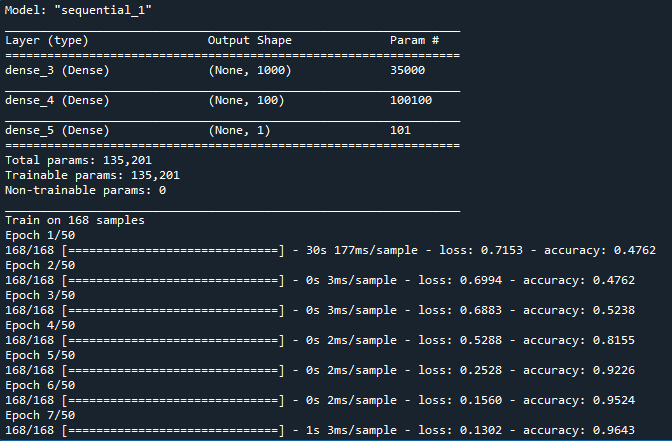 Model: "sequential_1"
_________________________________________________________________
Layer (type)                 Output Shape              Param #
=================================================================
dense_3 (Dense)              (None, 1000)              35000
_________________________________________________________________
dense_4 (Dense)              (None, 100)               100100
_________________________________________________________________
dense_5 (Dense)              (None, 1)                 101
=================================================================
Total params: 135,201
Trainable params: 135,201
Non-trainable params: 0
_________________________________________________________________
Train on 168 samples
Epoch 1/50
168/168 [==============================] - 30s 177ms/sample - loss: 0.7153 - accuracy: 0.4762
Epoch 2/50
168/168 [==============================] - 0s 3ms/sample - loss: 0.6994 - accuracy: 0.4762
Epoch 3/50
168/168 [==============================] - 0s 3ms/sample - loss: 0.6883 - accuracy: 0.5238
Epoch 4/50
168/168 [==============================] - 0s 2ms/sample - loss: 0.5288 - accuracy: 0.8155
Epoch 5/50
168/168 [==============================] - 0s 2ms/sample - loss: 0.2528 - accuracy: 0.9226
Epoch 6/50
168/168 [==============================] - 0s 2ms/sample - loss: 0.1560 - accuracy: 0.9524
Epoch 7/50
168/168 [==============================] - 1s 3ms/sample - loss: 0.1302 - accuracy: 0.9643